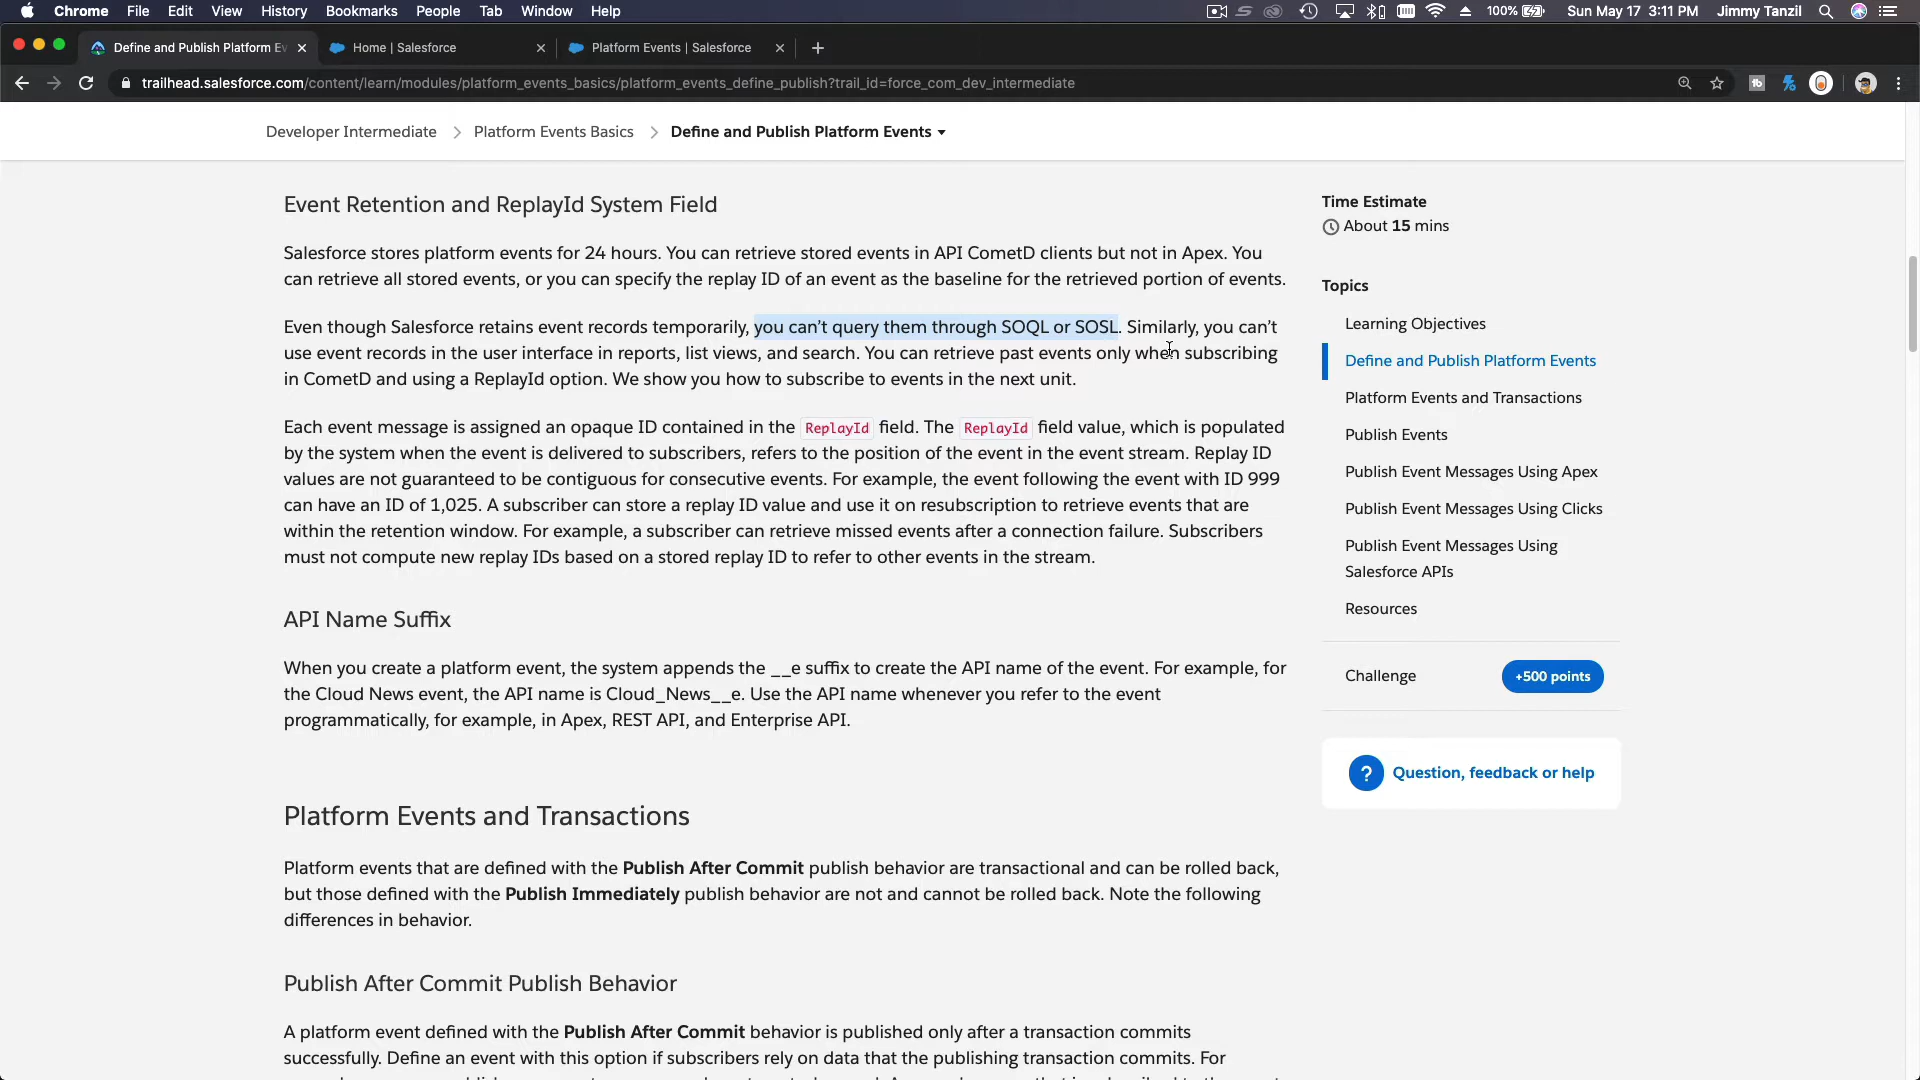 Chrome File Edit View History Bookmarks People Tab Window Help 100% Sun May 17 3:11 PM Jimmy Tanzil
Define and Publish Platform Ev Home | Salesforce Platform Events | Salesforce
trailhead.salesforce.com/content/learn/modules/platform_events_basics/platform_events_define_publish?trail_id=force_com_dev_intermediate
Developer Intermediate Platform Events Basics Define and Publish Platform Events
Event Retention and ReplayId System Field
Salesforce stores platform events for 24 hours. You can retrieve stored events in API CometD clients but not in Apex. You
can retrieve all stored events, or you can specify the replay ID of an event as the baseline for the retrieved portion of events.
Even though Salesforce retains event records temporarily, you can’t query them through SOQL or SOSL. Similarly, you can’t
use event records in the user interface in reports, list views, and search. You can retrieve past events only when subscribing
in CometD and using a ReplayId option. We show you how to subscribe to events in the next unit.
Each event message is assigned an opaque ID contained in the ReplayId field. The ReplayId field value, which is populated
by the system when the event is delivered to subscribers, refers to the position of the event in the event stream. Replay ID
values are not guaranteed to be contiguous for consecutive events. For example, the event following the event with ID 999
can have an ID of 1,025. A subscriber can store a replay ID value and use it on resubscription to retrieve events that are
within the retention window. For example, a subscriber can retrieve missed events after a connection failure. Subscribers
must not compute new replay IDs based on a stored replay ID to refer to other events in the stream.
API Name Suffix
When you create a platform event, the system appends the __e suffix to create the API name of the event. For example, for
the Cloud News event, the API name is Cloud_News__e. Use the API name whenever you refer to the event
programmatically, for example, in Apex, REST API, and Enterprise API.
Platform Events and Transactions
Platform events that are defined with the Publish After Commit publish behavior are transactional and can be rolled back,
but those defined with the Publish Immediately publish behavior are not and cannot be rolled back. Note the following
differences in behavior.
Publish After Commit Publish Behavior
A platform event defined with the Publish After Commit behavior is published only after a transaction commits
successfully. Define an event with this option if subscribers rely on data that the publishing transaction commits. For
Time Estimate
About 15 mins
Topics
Learning Objectives
Define and Publish Platform Events
Platform Events and Transactions
Publish Events
Publish Event Messages Using Apex
Publish Event Messages Using Clicks
Publish Event Messages Using
Salesforce APIs
Resources
Challenge +500 points
? Question, feedback or help